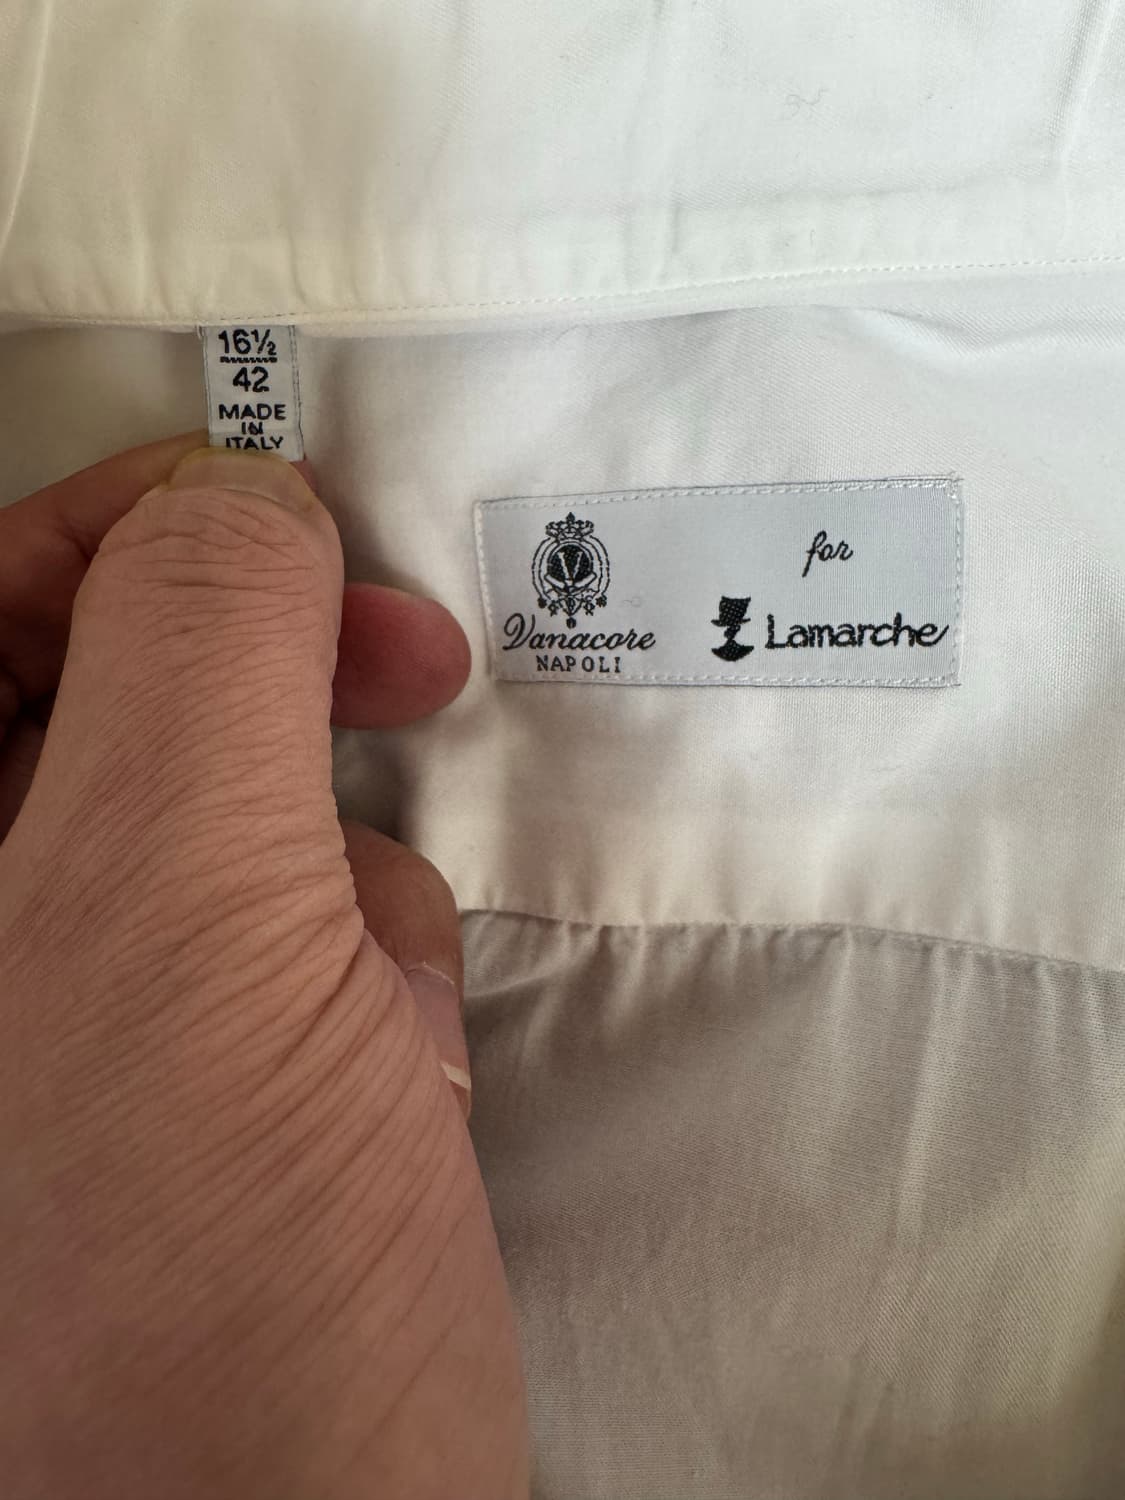 16½
42
MADE
IN
ITALY
V
Vanacore
NAPOLI
for
Lamarche